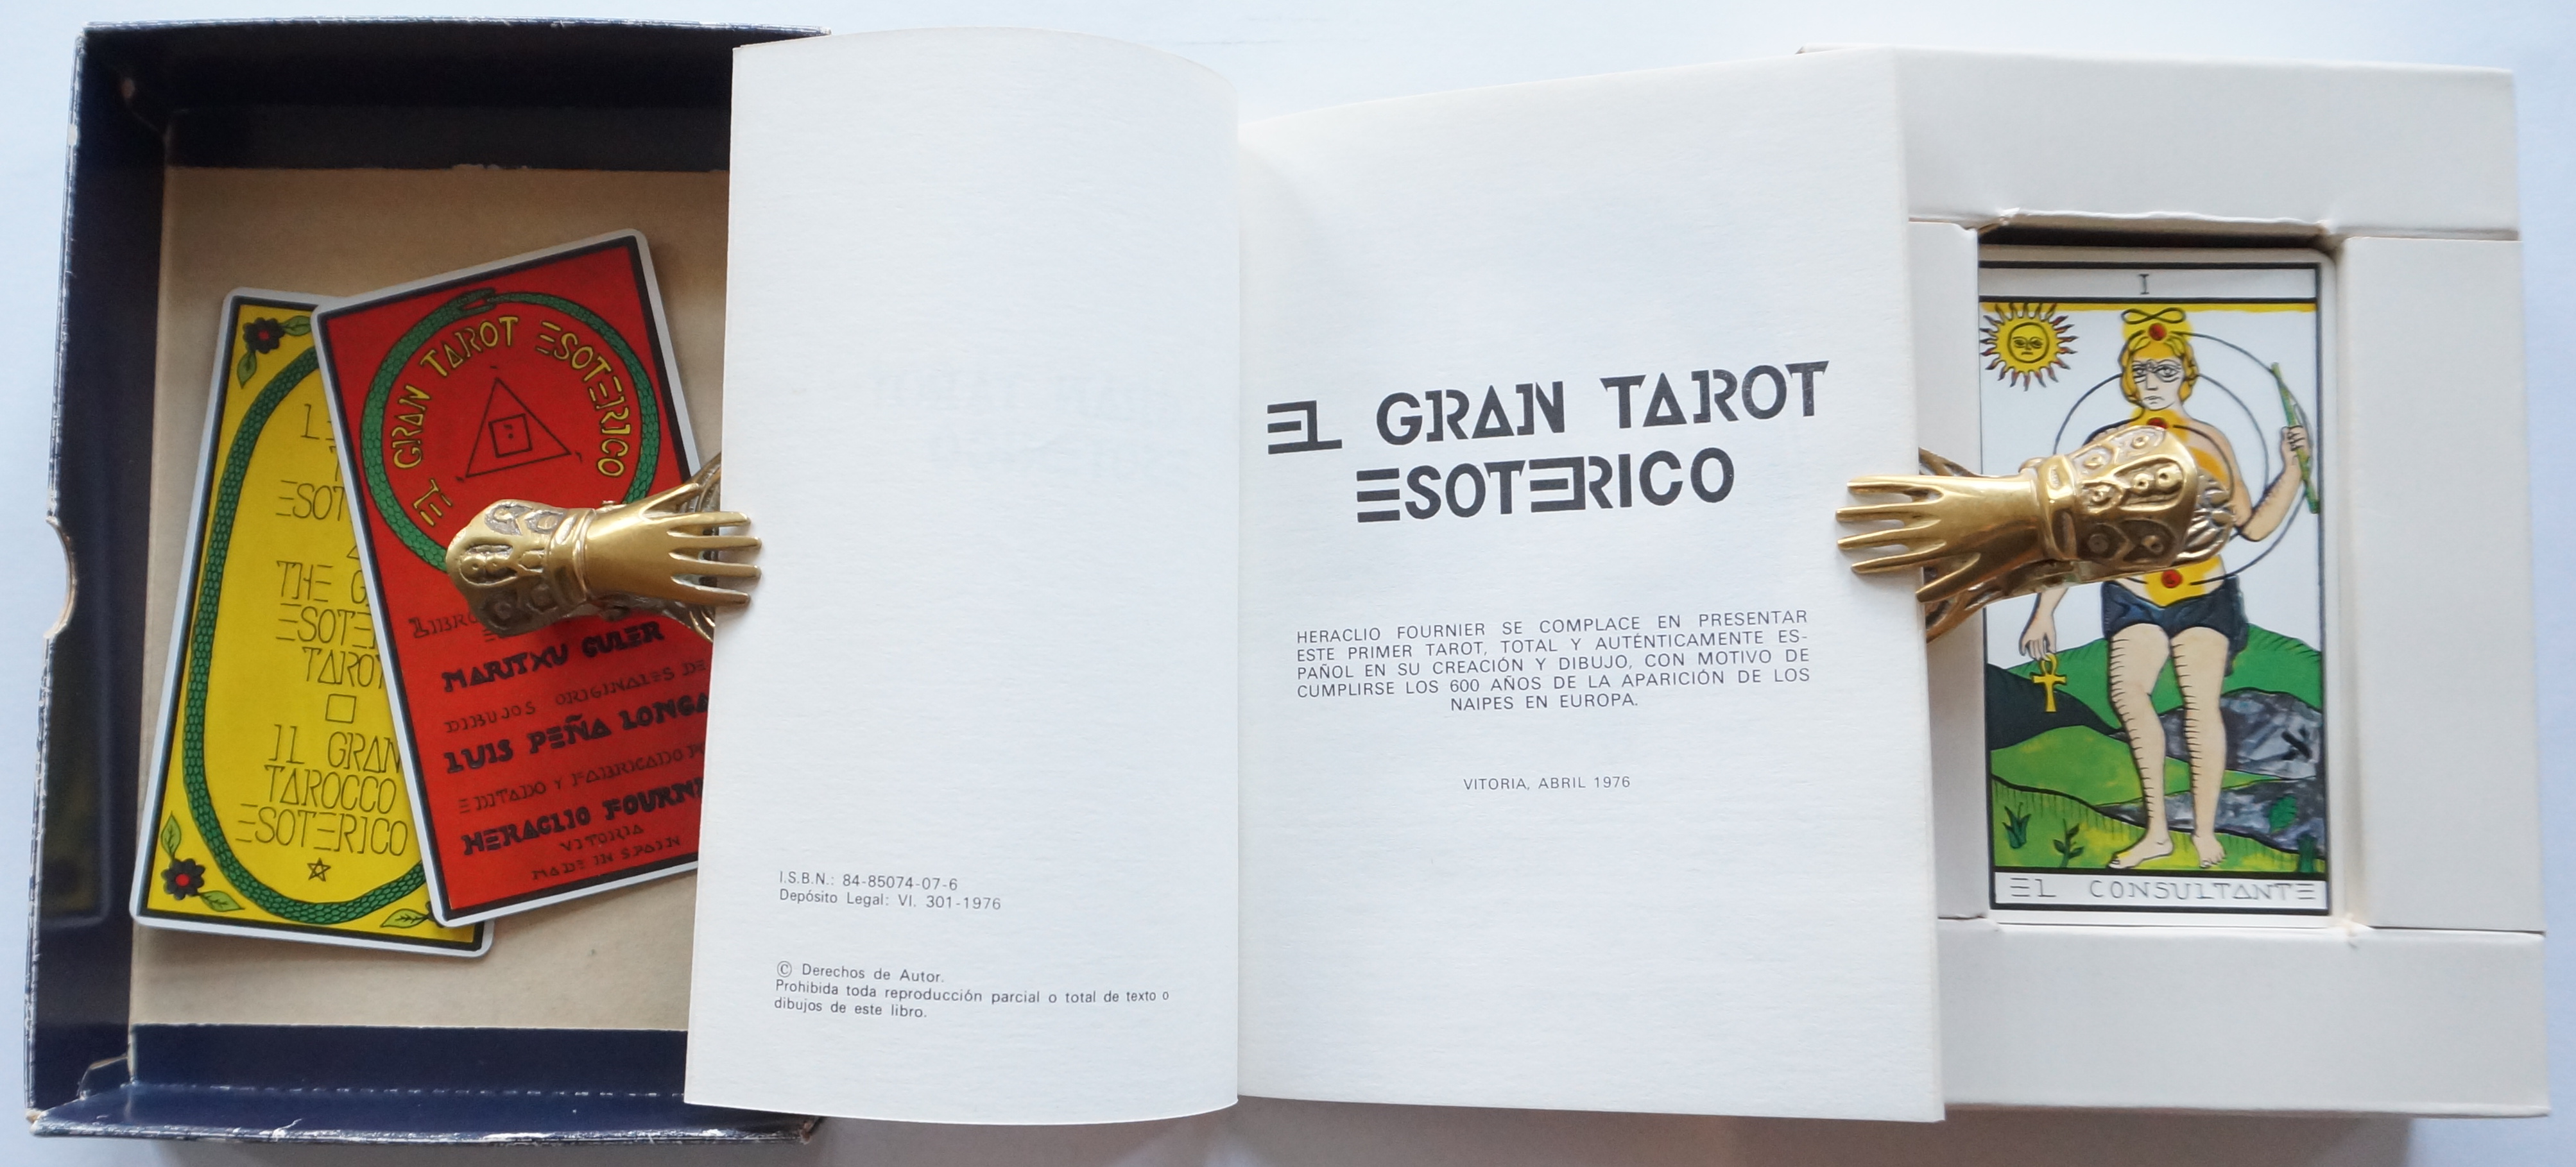 ESOTERICO
THE
TAROT
IL GRAN
TAROCCO
ESOTERICO
EL GRAN TAROT ESOTERICO
MARITXU GULER
DIBUJOS ORIGINALES DE
LUIS PEÑA
EDITADO Y FABRICADO
HERACLIO
VITORIA
MADE IN SPAIN
I.S.B.N.: 84-85074-07-6
Depósito Legal: VI. 301-1976
© Derechos de Autor.
Prohibida toda reproducción parcial o total de texto o
dibujos de este libro.
EL GRAN TAROT
ESOTERICO
HERACLIO FOURNIER SE COMPLACE EN PRESENTAR
ESTE PRIMER TAROT, TOTAL Y AUTÉNTICAMENTE ES-
PAÑOL EN SU CREACIÓN Y DIBUJO, CON MOTIVO DE
CUMPLIRSE LOS 600 AÑOS DE LA APARICIÓN DE LOS
NAIPES EN EUROPA.
VITORIA, ABRIL 1976
I
EL CONSULTANTE